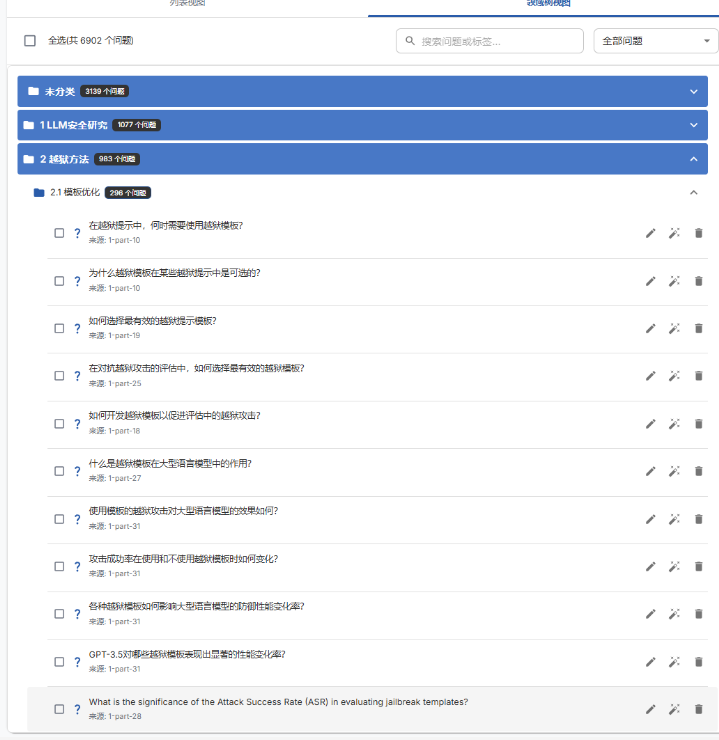 列表视图
领域树视图
全选(共 6902 个问题)
搜索问题或标签...
全部问题
未分类 3139 个问题
1 LLM安全研究 1077 个问题
2 越狱方法 983 个问题
2.1 模板优化 296 个问题
? 在越狱提示中，何时需要使用越狱模板?
来源: 1-part-10
? 为什么越狱模板在某些越狱提示中是可选的?
来源: 1-part-10
? 如何选择最有效的越狱提示模板?
来源: 1-part-19
? 在对抗越狱攻击的评估中，如何选择最有效的越狱模板?
来源: 1-part-25
? 如何开发越狱模板以促进评估中的越狱攻击?
来源: 1-part-18
? 什么是越狱模板在大型语言模型中的作用?
来源: 1-part-27
? 使用模板的越狱攻击对大型语言模型的效果如何?
来源: 1-part-31
? 攻击成功率在使用和不使用越狱模板时如何变化?
来源: 1-part-31
? 各种越狱模板如何影响大型语言模型的防御性能变化率?
来源: 1-part-31
? GPT-3.5对哪些越狱模板表现出显著的性能变化率?
来源: 1-part-31
? What is the significance of the Attack Success Rate (ASR) in evaluating jailbreak templates?
来源: 1-part-28